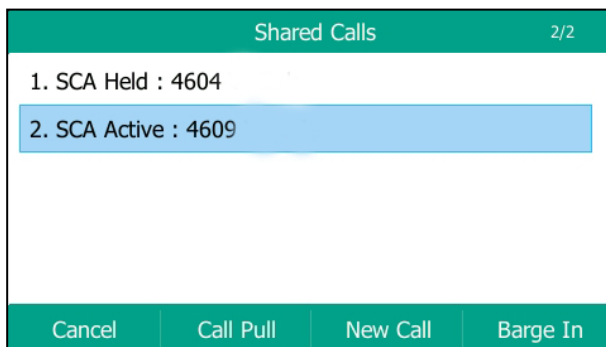 Shared Calls 2/2
1. SCA Held : 4604
2. SCA Active : 4609
Cancel Call Pull New Call Barge In